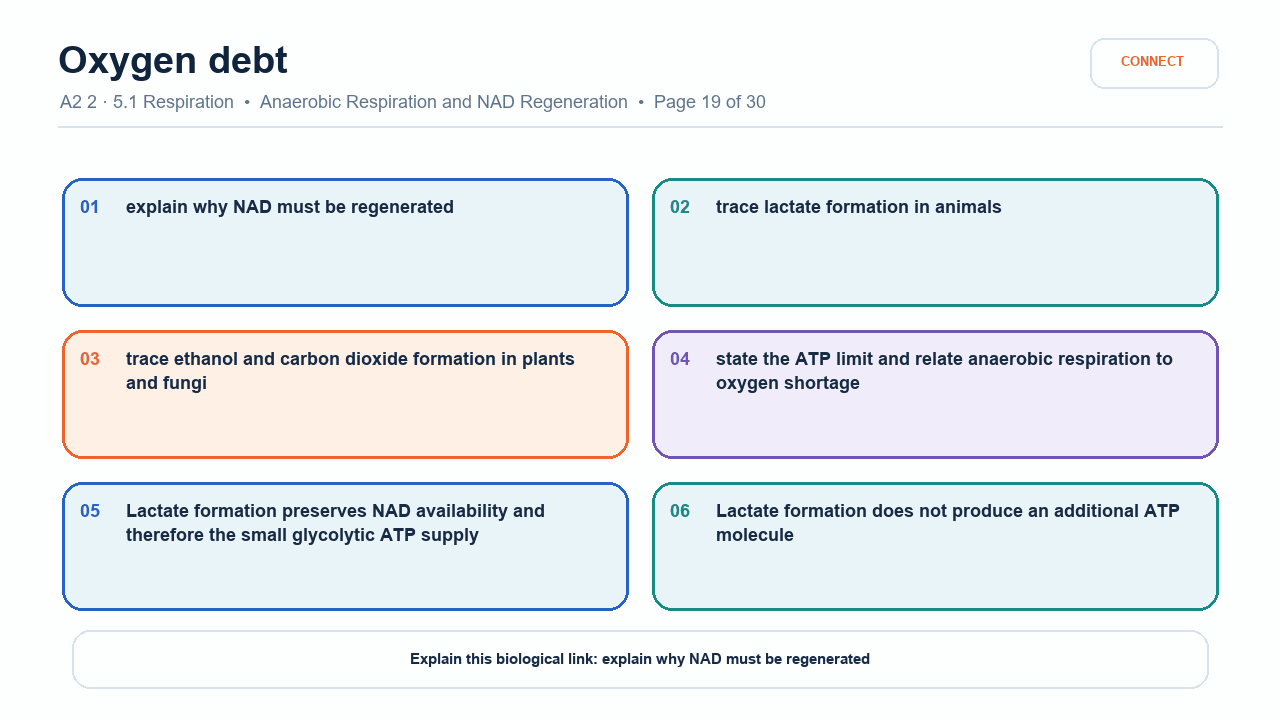 Oxygen debt
CONNECT
A2 2 · 5.1 Respiration • Anaerobic Respiration and NAD Regeneration • Page 19 of 30
01 explain why NAD must be regenerated
02 trace lactate formation in animals
03 trace ethanol and carbon dioxide formation in plants
and fungi
04 state the ATP limit and relate anaerobic respiration to
oxygen shortage
05 Lactate formation preserves NAD availability and
therefore the small glycolytic ATP supply
06 Lactate formation does not produce an additional ATP
molecule
Explain this biological link: explain why NAD must be regenerated